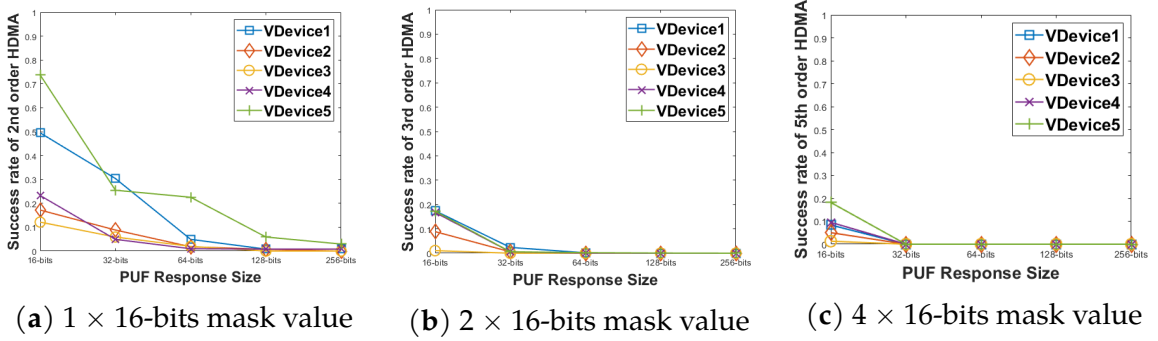 Success rate of 2nd order HDMA
1
0.9
0.8
0.7
0.6
0.5
0.4
0.3
0.2
0.1
0
16-bits 32-bits 64-bits 128-bits 256-bits
PUF Response Size
VDevice1
VDevice2
VDevice3
VDevice4
VDevice5
(a) 1 × 16-bits mask value
Success rate of 3rd order HDMA
1
0.9
0.8
0.7
0.6
0.5
0.4
0.3
0.2
0.1
0
16-bits 32-bits 64-bits 128-bits 256-bits
PUF Response Size
VDevice1
VDevice2
VDevice3
VDevice4
VDevice5
(b) 2 × 16-bits mask value
Success rate of 5th order HDMA
1
0.9
0.8
0.7
0.6
0.5
0.4
0.3
0.2
0.1
0
16-bits 32-bits 64-bits 128-bits 256-bits
PUF Response Size
VDevice1
VDevice2
VDevice3
VDevice4
VDevice5
(c) 4 × 16-bits mask value